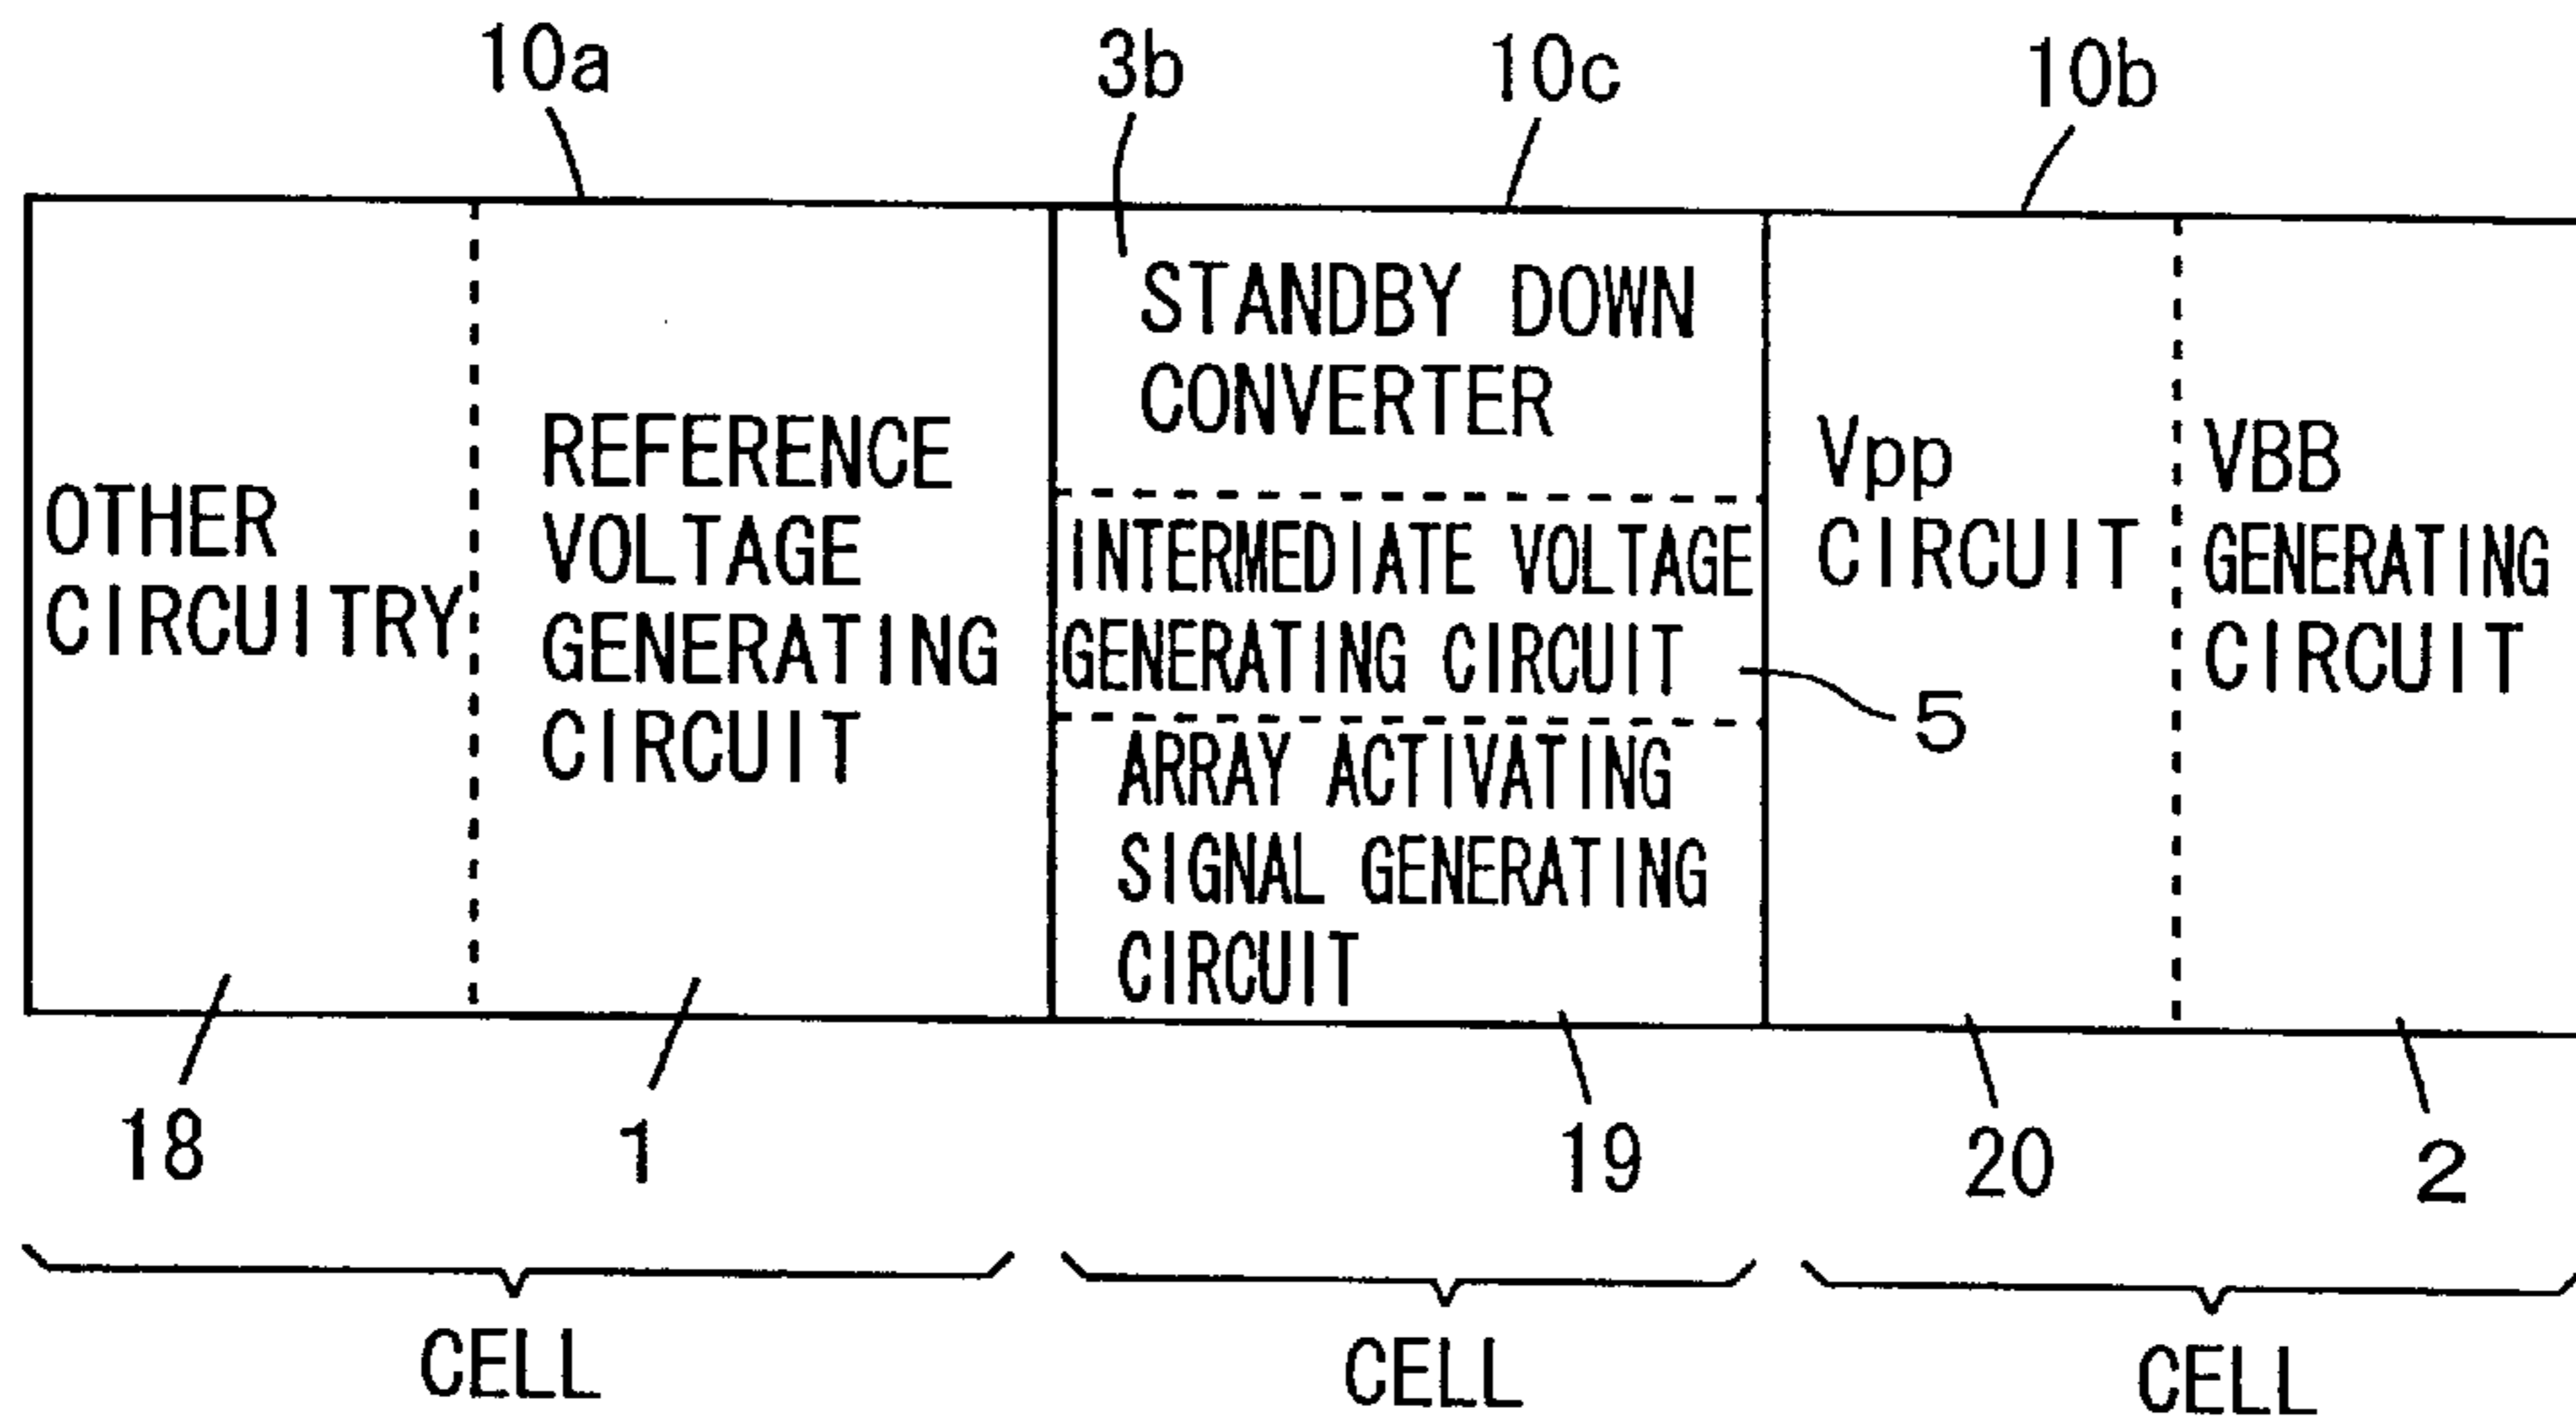 10a
3b
10c
10b
OTHER
CIRCUITRY
REFERENCE
VOLTAGE
GENERATING
CIRCUIT
STANDBY DOWN
CONVERTER
INTERMEDIATE VOLTAGE
GENERATING CIRCUIT
5
ARRAY ACTIVATING
SIGNAL GENERATING
CIRCUIT
Vpp
CIRCUIT
VBB
GENERATING
CIRCUIT
18
1
19
20
2
CELL
CELL
CELL